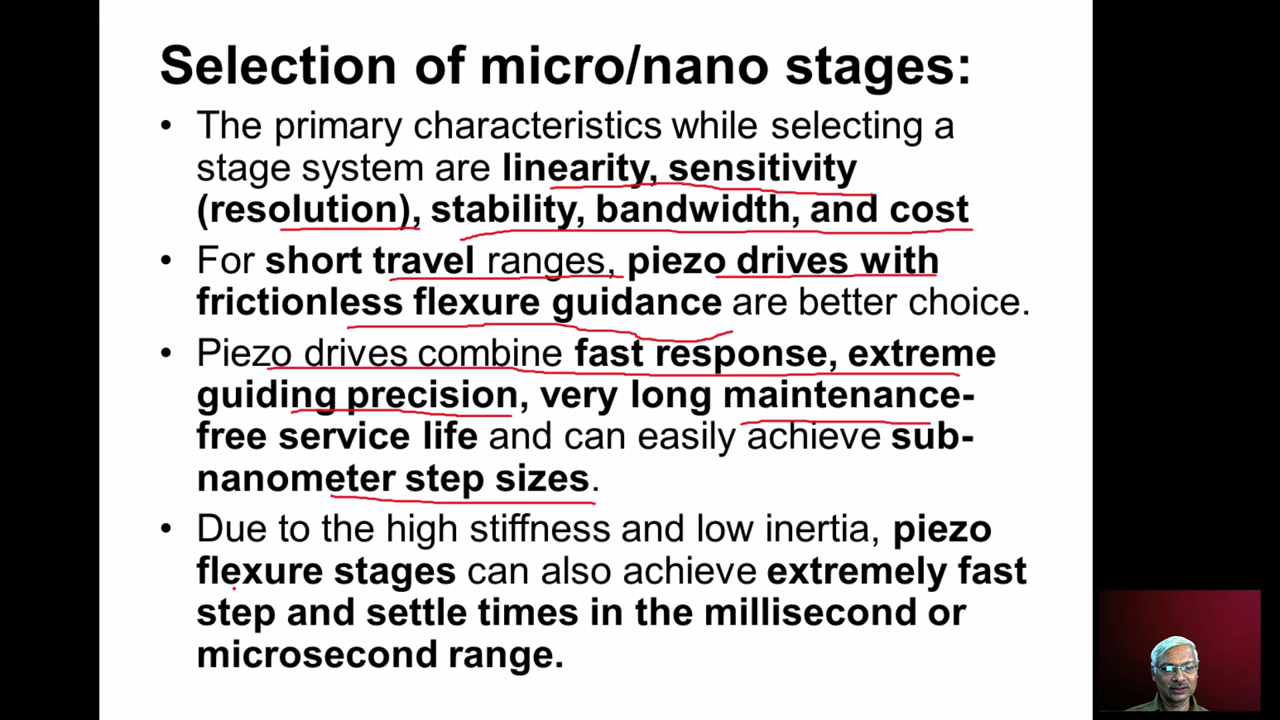 Selection of micro/nano stages:
• The primary characteristics while selecting a
stage system are linearity, sensitivity
(resolution), stability, bandwidth, and cost
• For short travel ranges, piezo drives with
frictionless flexure guidance are better choice.
• Piezo drives combine fast response, extreme
guiding precision, very long maintenance-
free service life and can easily achieve sub-
nanometer step sizes.
• Due to the high stiffness and low inertia, piezo
flexure stages can also achieve extremely fast
step and settle times in the millisecond or
microsecond range.